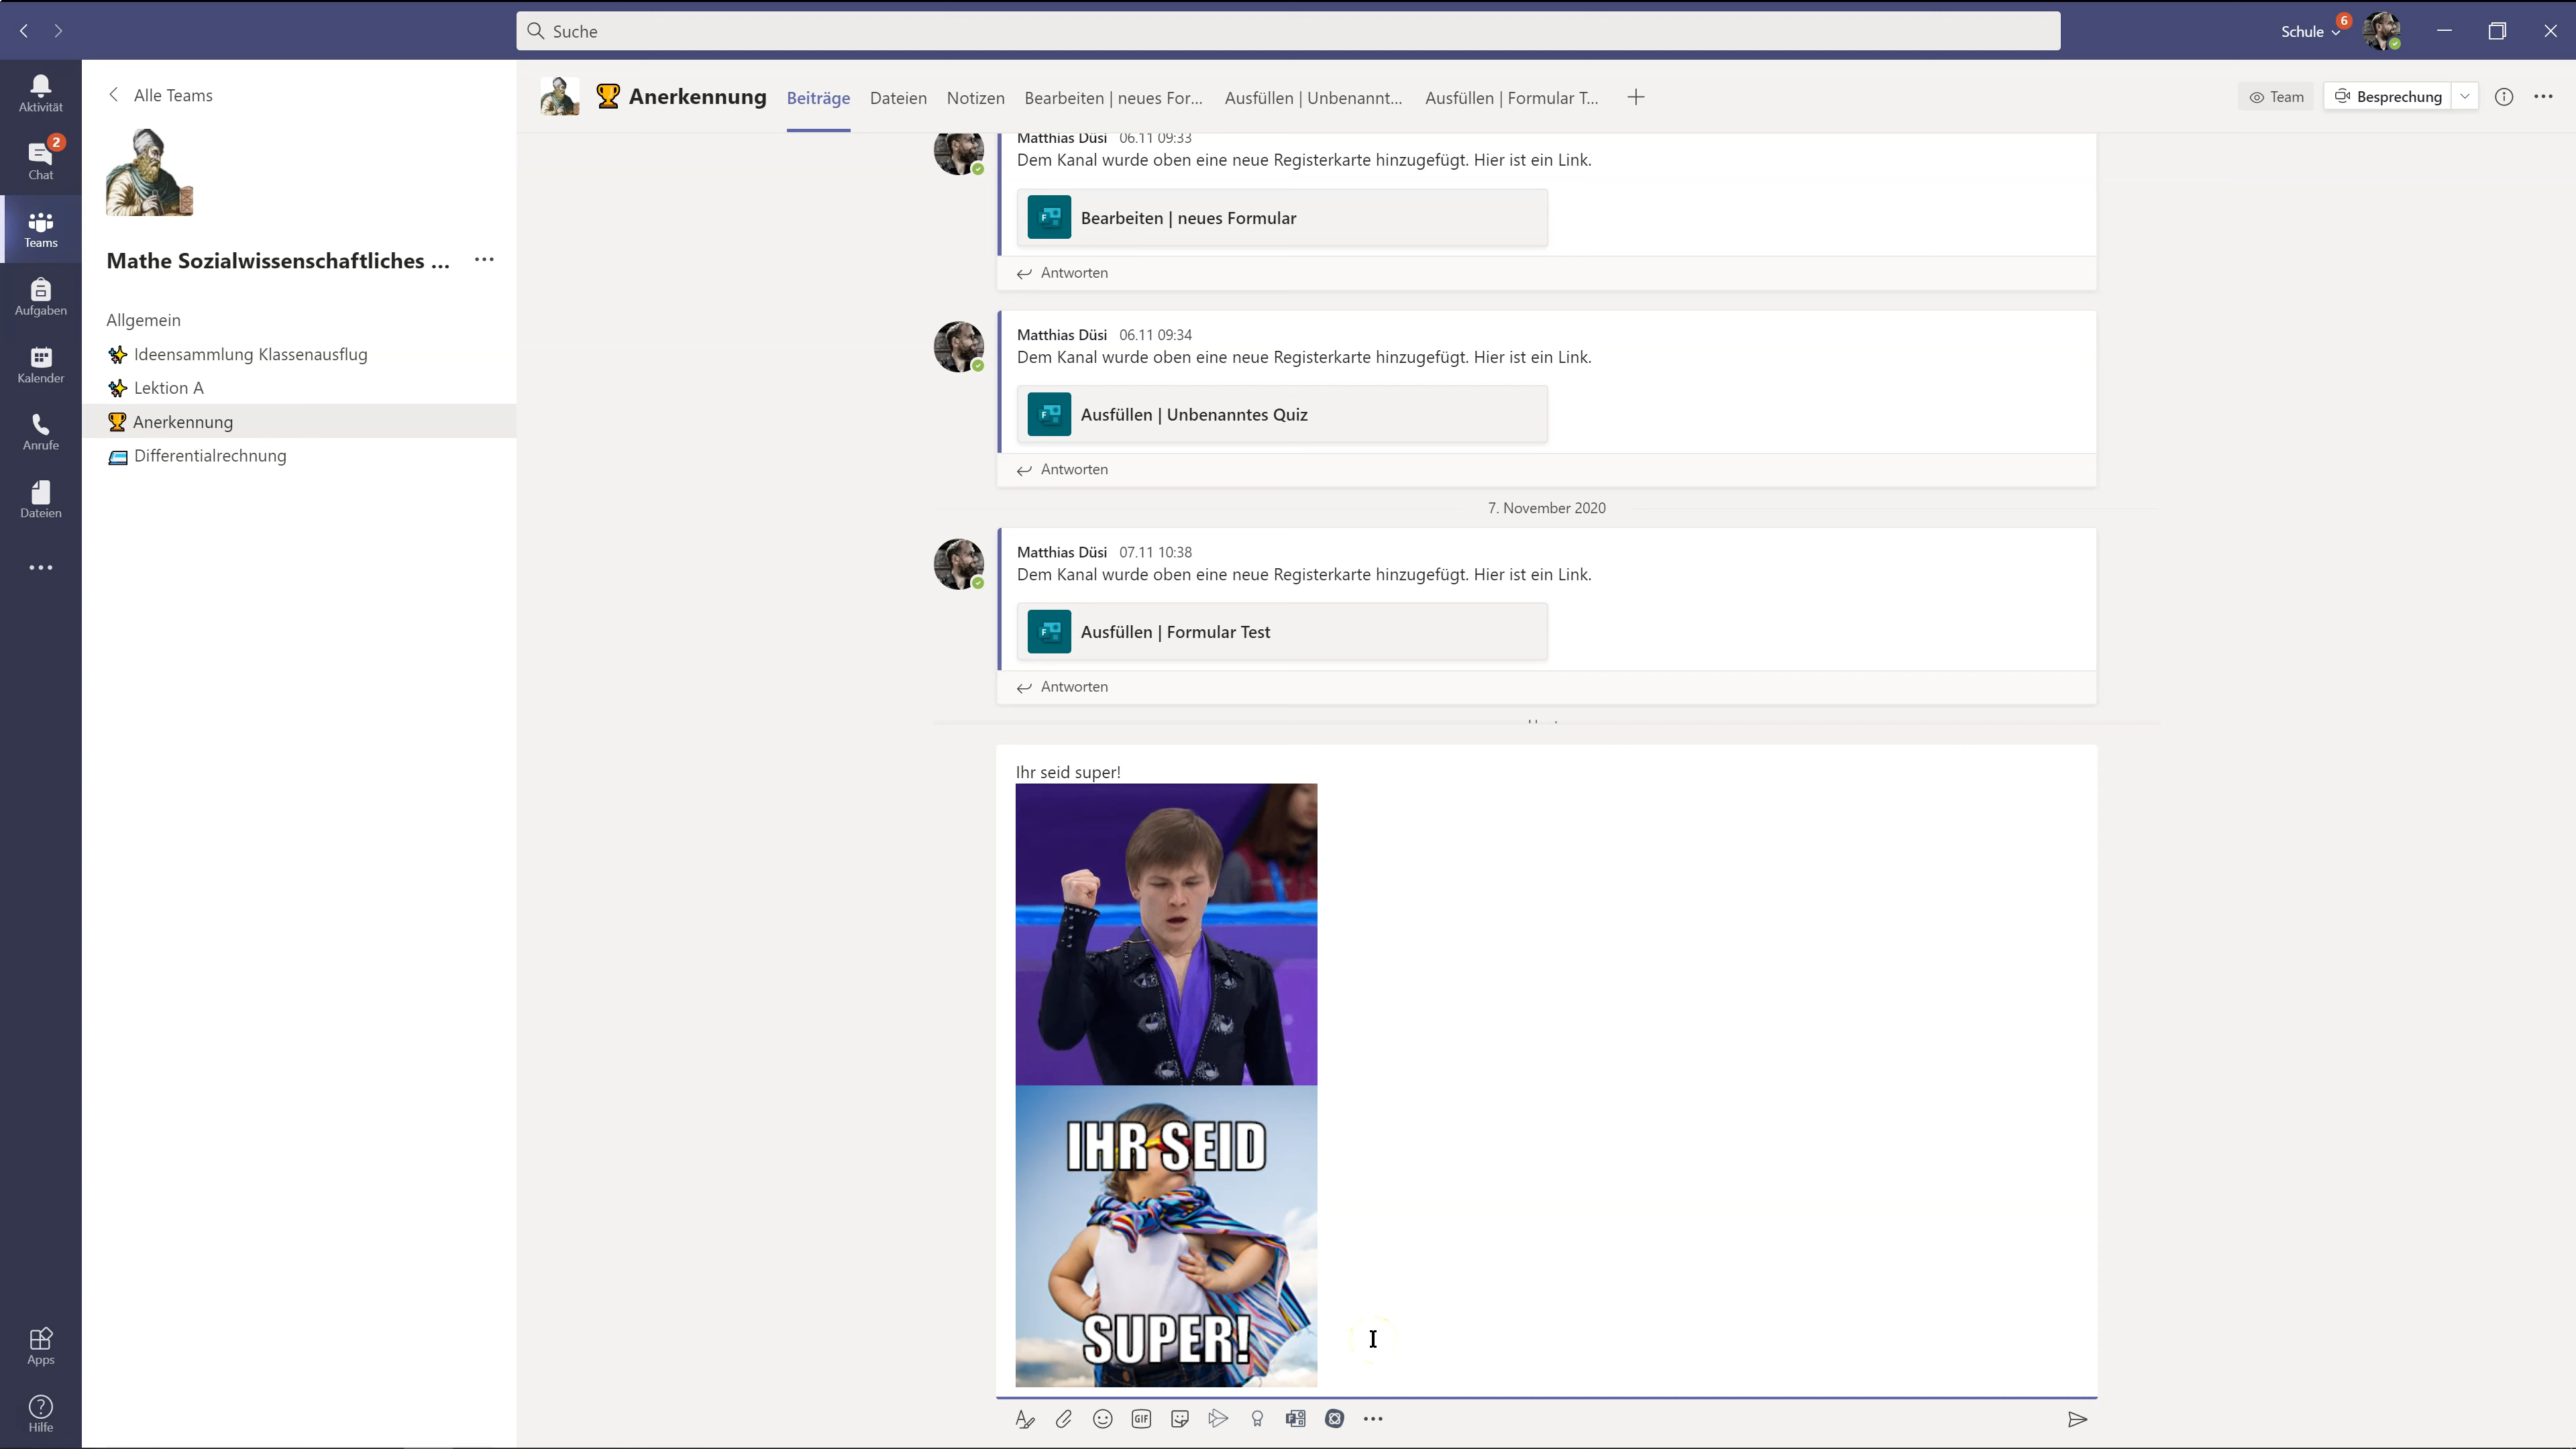 Suche
Schule
6
Aktivität
2
Chat
Teams
Aufgaben
Kalender
Anrufe
Dateien
Apps
Hilfe
Alle Teams
Mathe Sozialwissenschaftliches ...
Allgemein
Ideensammlung Klassenausflug
Lektion A
Anerkennung
Differentialrechnung
Anerkennung
Beiträge
Dateien
Notizen
Bearbeiten | neues For...
Ausfüllen | Unbenannt...
Ausfüllen | Formular T...
Team
Besprechung
Matthias Düsi 06.11 09:33
Dem Kanal wurde oben eine neue Registerkarte hinzugefügt. Hier ist ein Link.
F
Bearbeiten | neues Formular
Antworten
Matthias Düsi 06.11 09:34
Dem Kanal wurde oben eine neue Registerkarte hinzugefügt. Hier ist ein Link.
F
Ausfüllen | Unbenanntes Quiz
Antworten
7. November 2020
Matthias Düsi 07.11 10:38
Dem Kanal wurde oben eine neue Registerkarte hinzugefügt. Hier ist ein Link.
F
Ausfüllen | Formular Test
Antworten
Ihr seid super!
IHR SEID
SUPER!
GIF